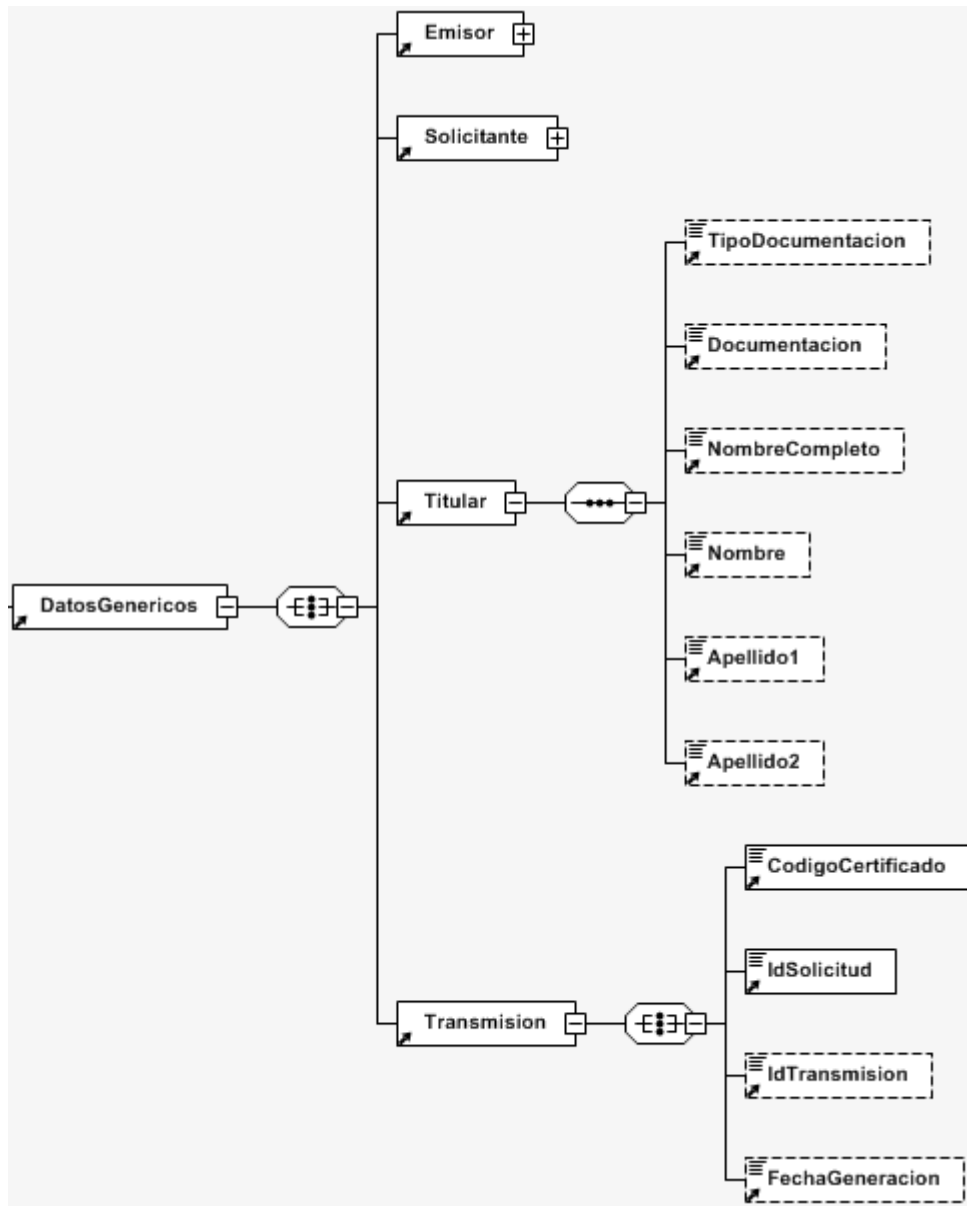 Emisor
Solicitante
TipoDocumentacion
Documentacion
NombreCompleto
Titular
Nombre
DatosGenericos
Apellido1
Apellido2
CodigoCertificado
IdSolicitud
Transmision
IdTransmision
FechaGeneracion